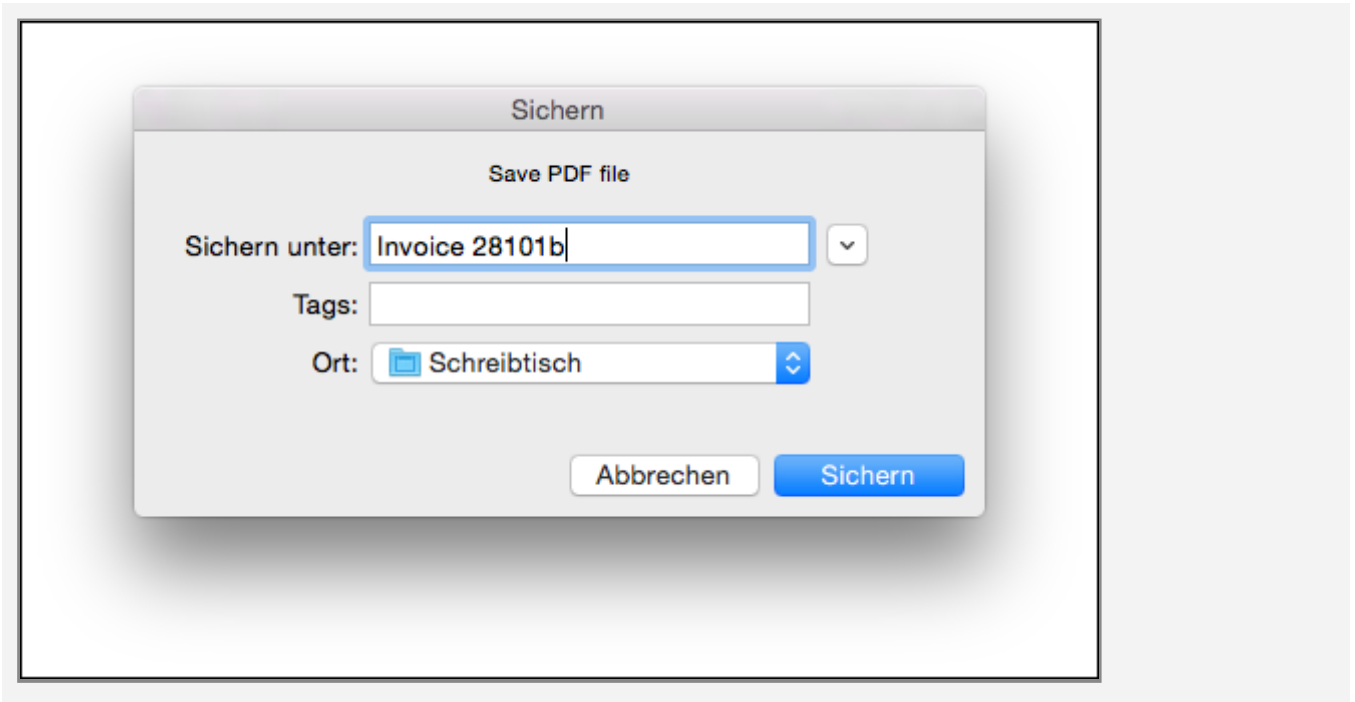 Sichern
Save PDF file
Sichern unter: Invoice 28101b
Tags:
Ort: Schreibtisch
Abbrechen Sichern